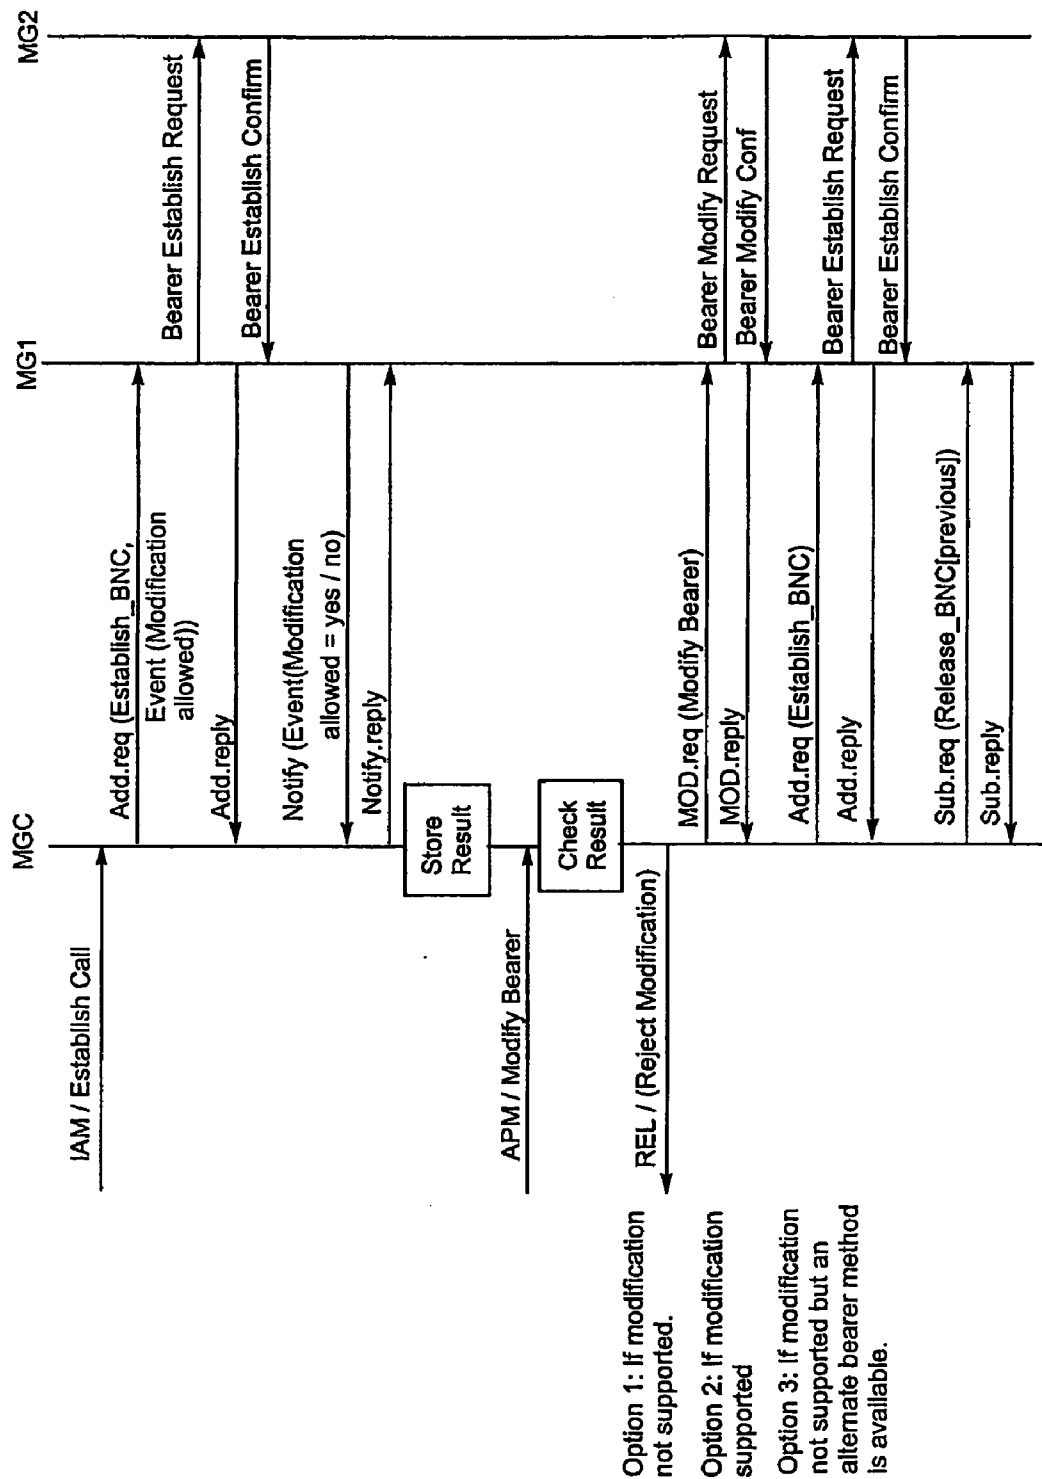 MGC
MG1
MG2
IAM / Establish Call
Add.req (Establish_BNC,
Event (Modification
allowed))
Bearer Establish Request
Add.reply
Bearer Establish Confirm
Notify (Event(Modification
allowed = yes / no)
Notify.reply
Store
Result
APM / Modify Bearer
Check
Result
Option 1: If modification
not supported.
REL / (Reject Modification)
Option 2: If modification
supported
MOD.req (Modify Bearer)
Bearer Modify Request
MOD.reply
Bearer Modify Conf
Option 3: If modification
not supported but an
alternate bearer method
is available.
Add.req (Establish_BNC)
Bearer Establish Request
Add.reply
Bearer Establish Confirm
Sub.req (Release_BNC[previous])
Sub.reply